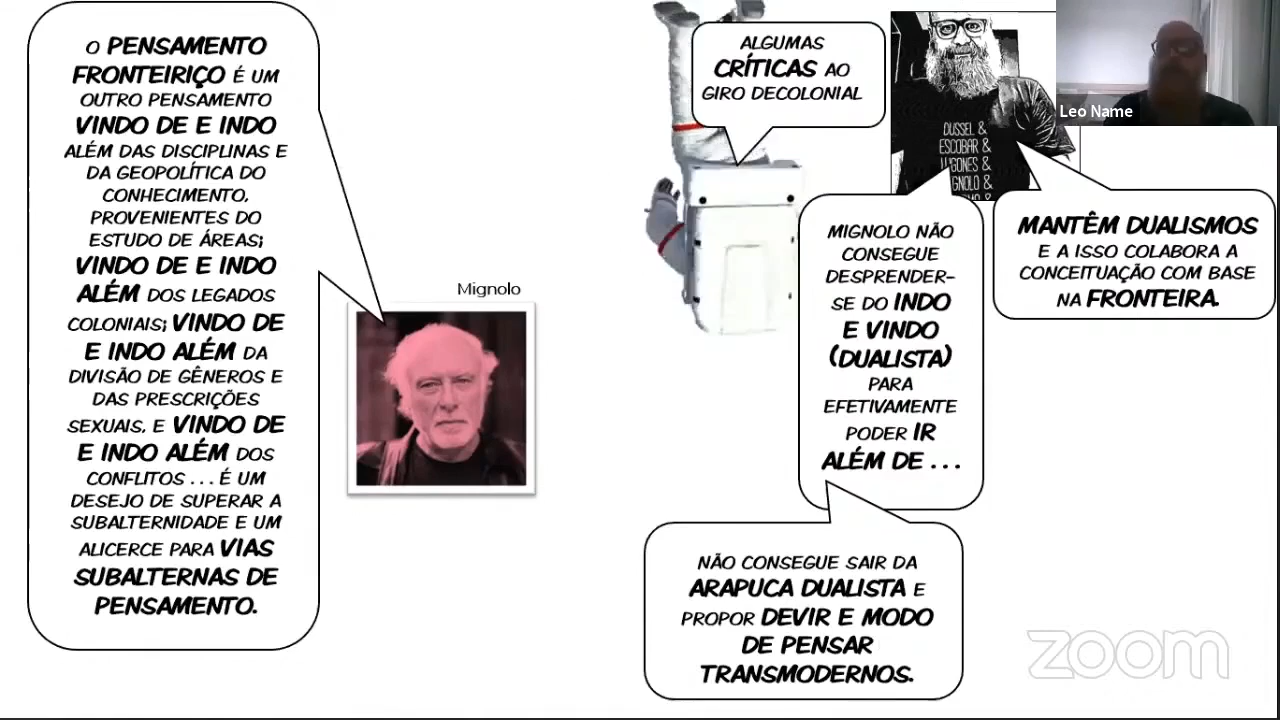 O PENSAMENTO
FRONTEIRIÇO É UM
OUTRO PENSAMENTO
VINDO DE E INDO
ALÉM DAS DISCIPLINAS E
DA GEOPOLÍTICA DO
CONHECIMENTO,
PROVENIENTES DO
ESTUDO DE ÁREAS;
VINDO DE E INDO
ALÉM DOS LEGADOS
COLONIAIS; VINDO DE
E INDO ALÉM DA
DIVISÃO DE GÊNEROS E
DAS PRESCRIÇÕES
SEXUAIS, E VINDO DE
E INDO ALÉM DOS
CONFLITOS ... É UM
DESEJO DE SUPERAR A
SUBALTERNIDADE E UM
ALICERCE PARA VIAS
SUBALTERNAS DE
PENSAMENTO.
Mignolo
ALGUMAS
CRÍTICAS AO
GIRO DECOLONIAL
DUSSEL &
ESCOBAR &
LUGONES &
IGNOLO &
Leo Name
MIGNOLO NÃO
CONSEGUE
DESPRENDER-
SE DO INDO
E VINDO
(DUALISTA)
PARA
EFETIVAMENTE
PODER IR
ALÉM DE ...
MANTÊM DUALISMOS
E A ISSO COLABORA A
CONCEITUAÇÃO COM BASE
NA FRONTEIRA.
NÃO CONSEGUE SAIR DA
ARAPUCA DUALISTA E
PROPOR DEVIR E MODO
DE PENSAR
TRANSMODERNOS.
zoom